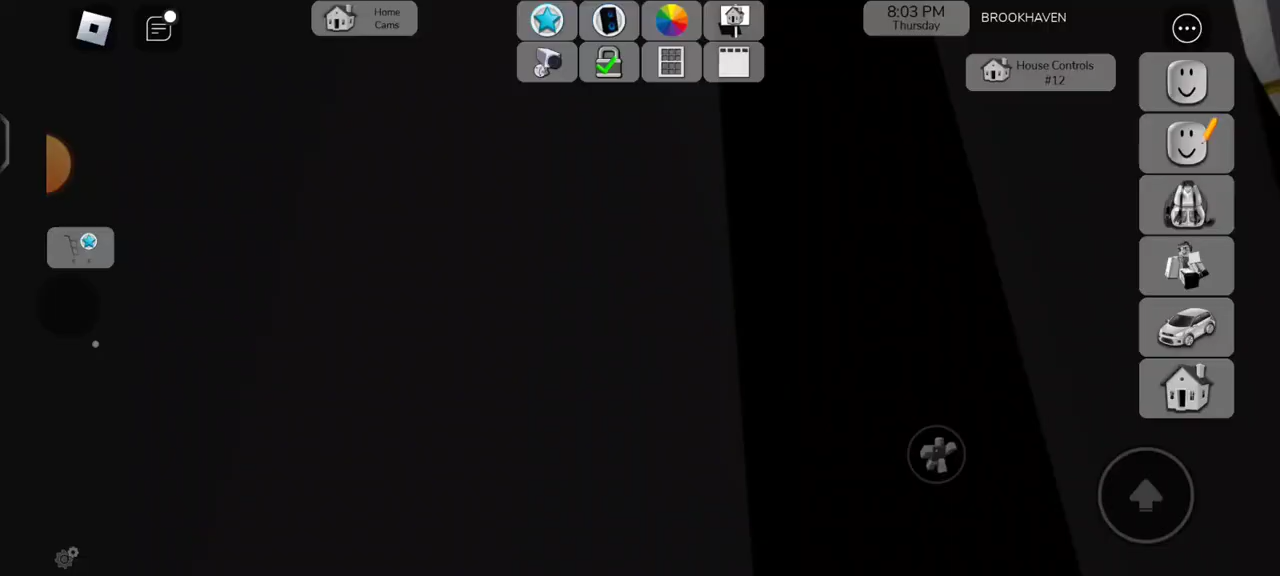 Home
Cams
8:03 PM
Thursday
BROOKHAVEN
House Controls
#12